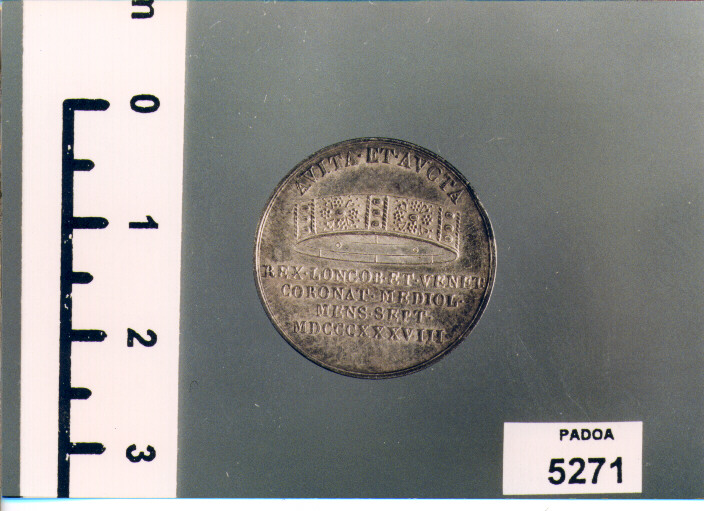 m
0
1
2
3
AVITA·ET·AVCTA
REX·LONGOB·ET·VENET·
CORONAT·MEDIOL·
MENS·SEPT·
MDCCCXXXVIII
PADOA
5271